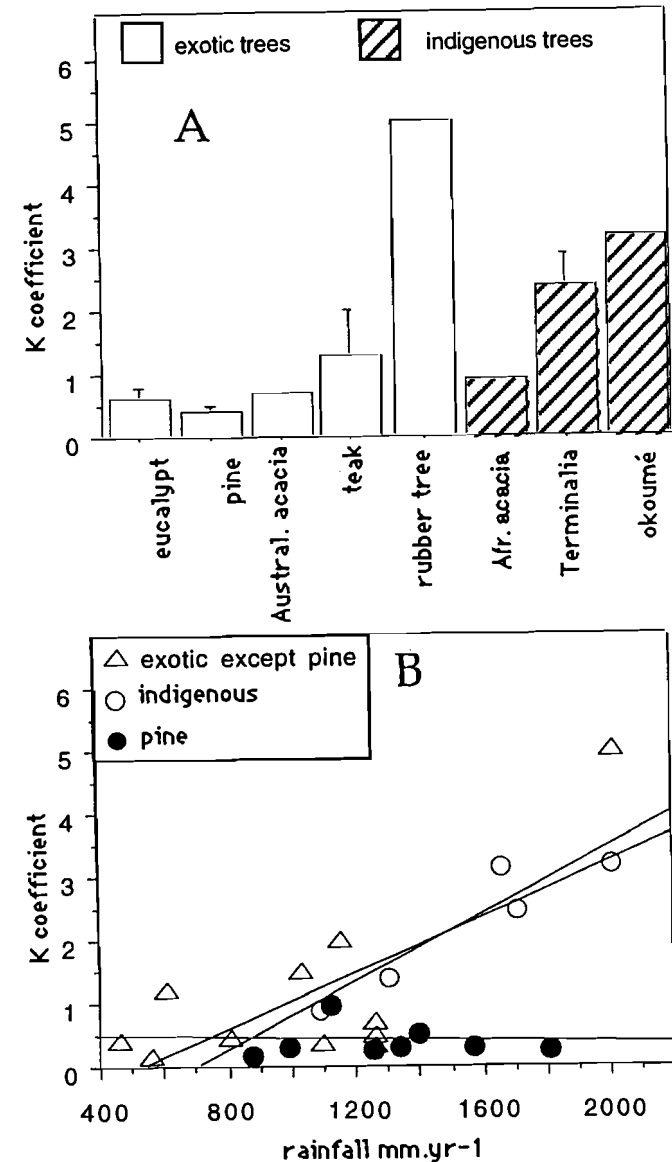 exotic trees indigenous trees
A
6
5
4
3
2
1
0
K coefficient
eucalypt
pine
Austral. acacia
teak
rubber tree
Afr. acacia
Terminalia
okoumé
exotic except pine
indigenous
pine
B
6
5
4
3
2
1
0
K coefficient
400 800 1200 1600 2000
rainfall mm.yr-1